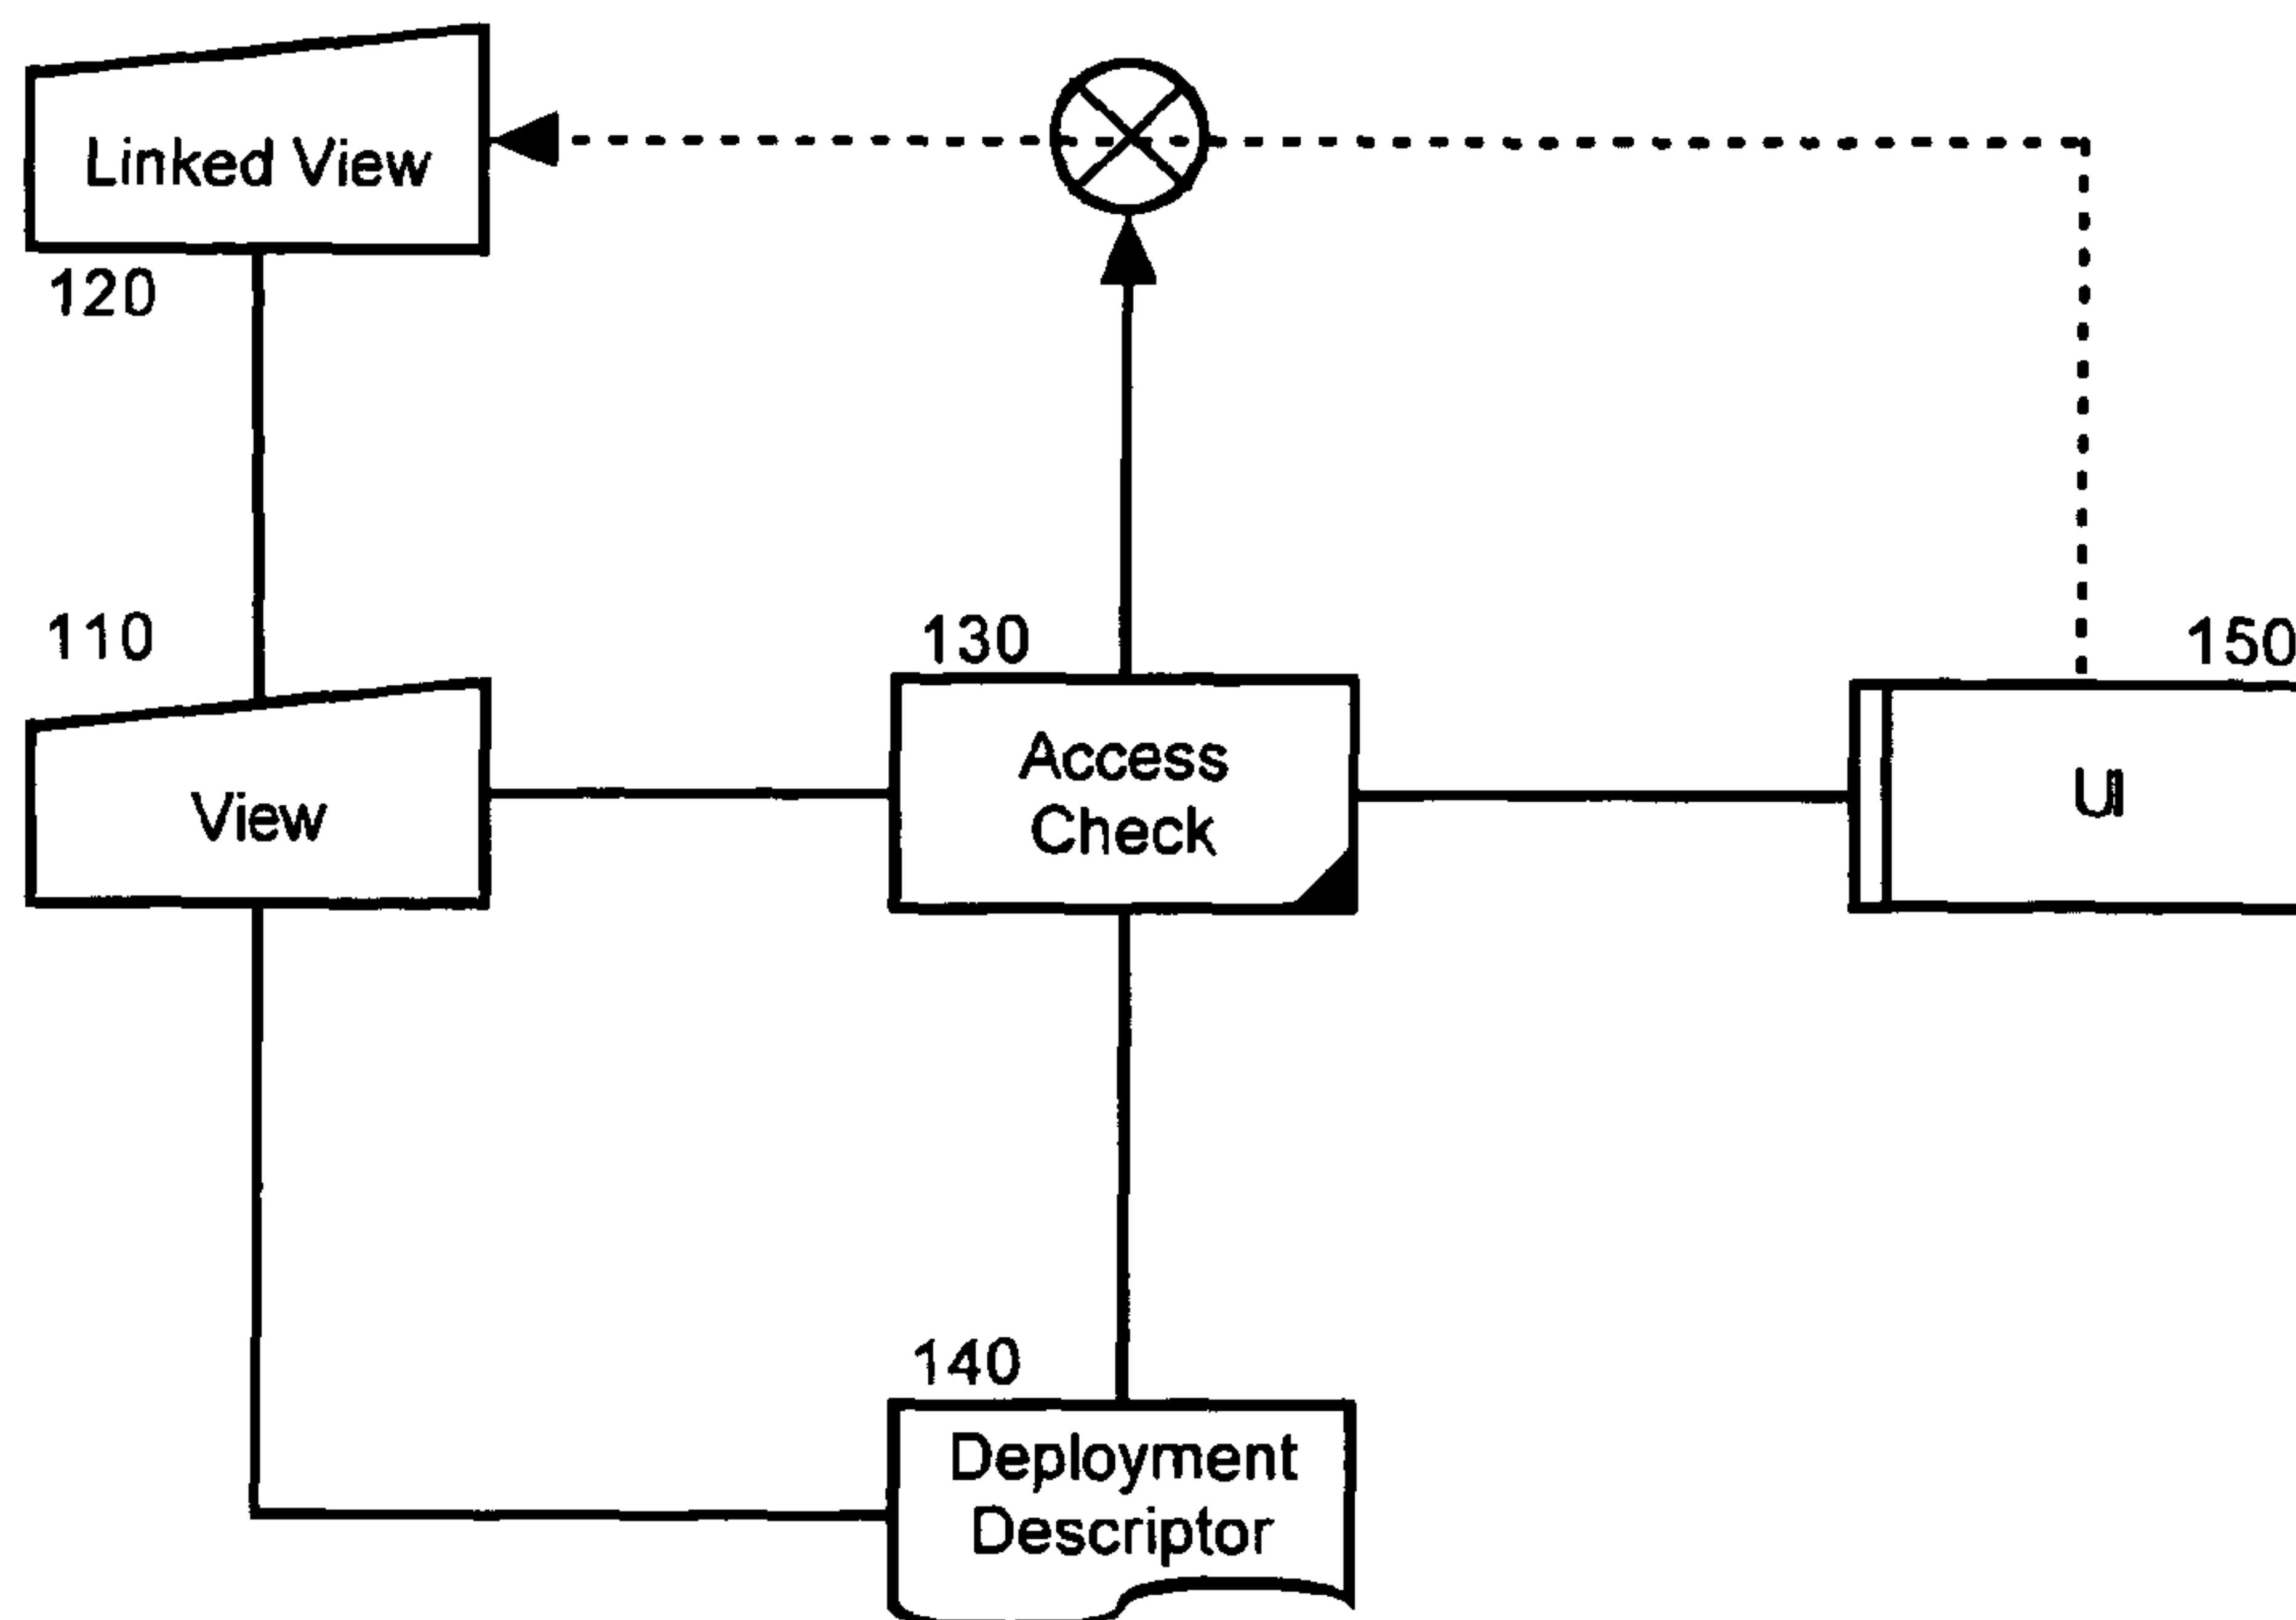 Linked View
120
110
130
150
View
Access
Check
UI
140
Deployment
Descriptor